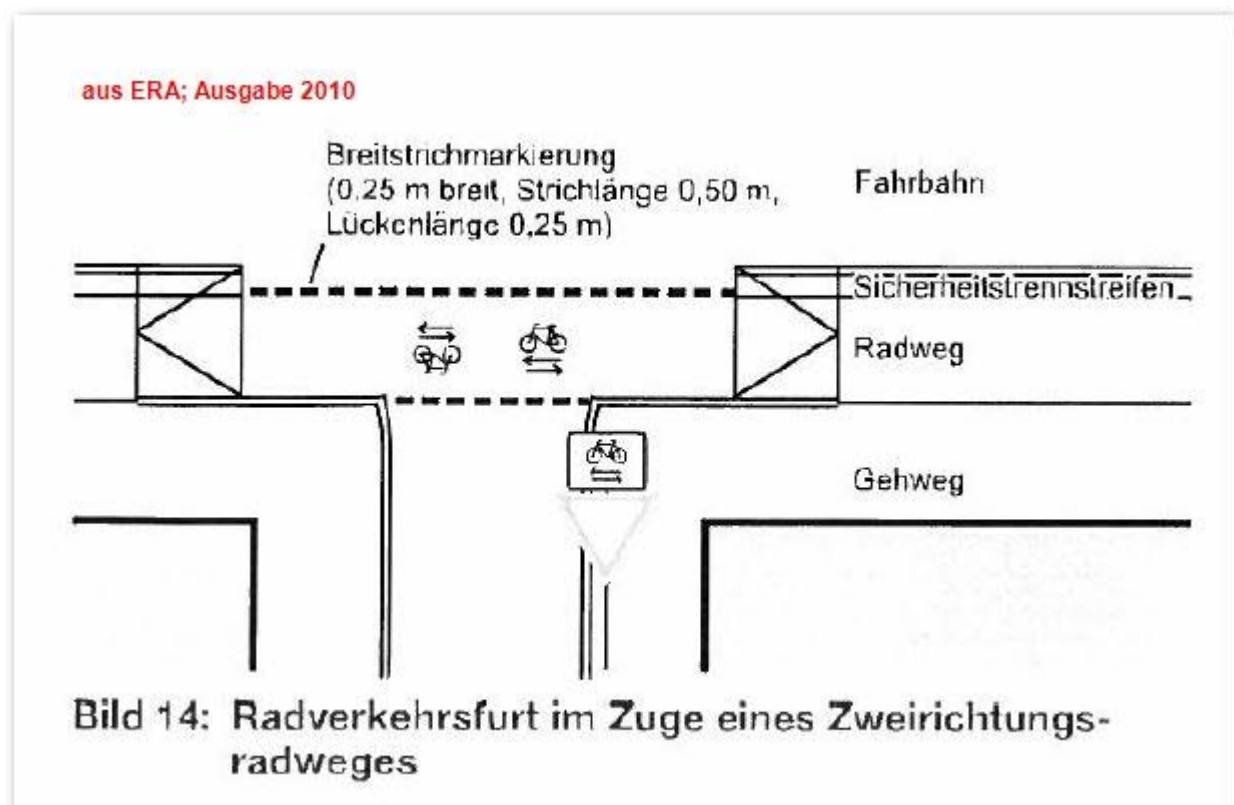 aus ERA; Ausgabe 2010
Breitstrichmarkierung
(0,25 m breit, Strichlänge 0,50 m,
Lückenlänge 0,25 m)
Fahrbahn
Sicherheitstrennstreifen
Radweg
Gehweg
Bild 14: Radverkehrsfurt im Zuge eines Zweirichtungs-
radweges